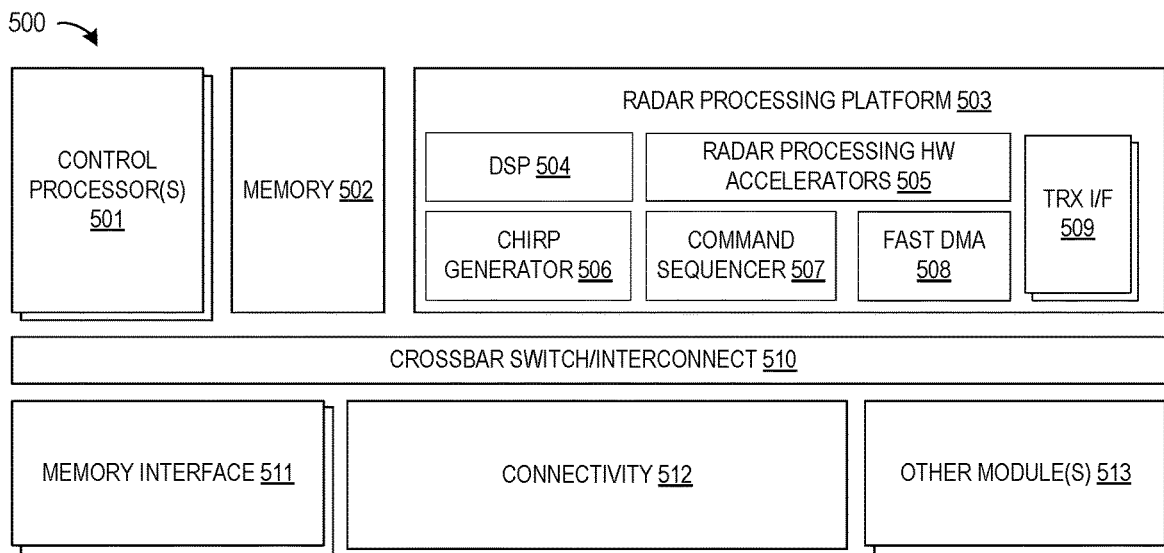 500
CONTROL
PROCESSOR(S)
501
MEMORY 502
RADAR PROCESSING PLATFORM 503
DSP 504
RADAR PROCESSING HW
ACCELERATORS 505
CHIRP
GENERATOR 506
COMMAND
SEQUENCER 507
FAST DMA
508
TRX I/F
509
CROSSBAR SWITCH/INTERCONNECT 510
MEMORY INTERFACE 511
CONNECTIVITY 512
OTHER MODULE(S) 513